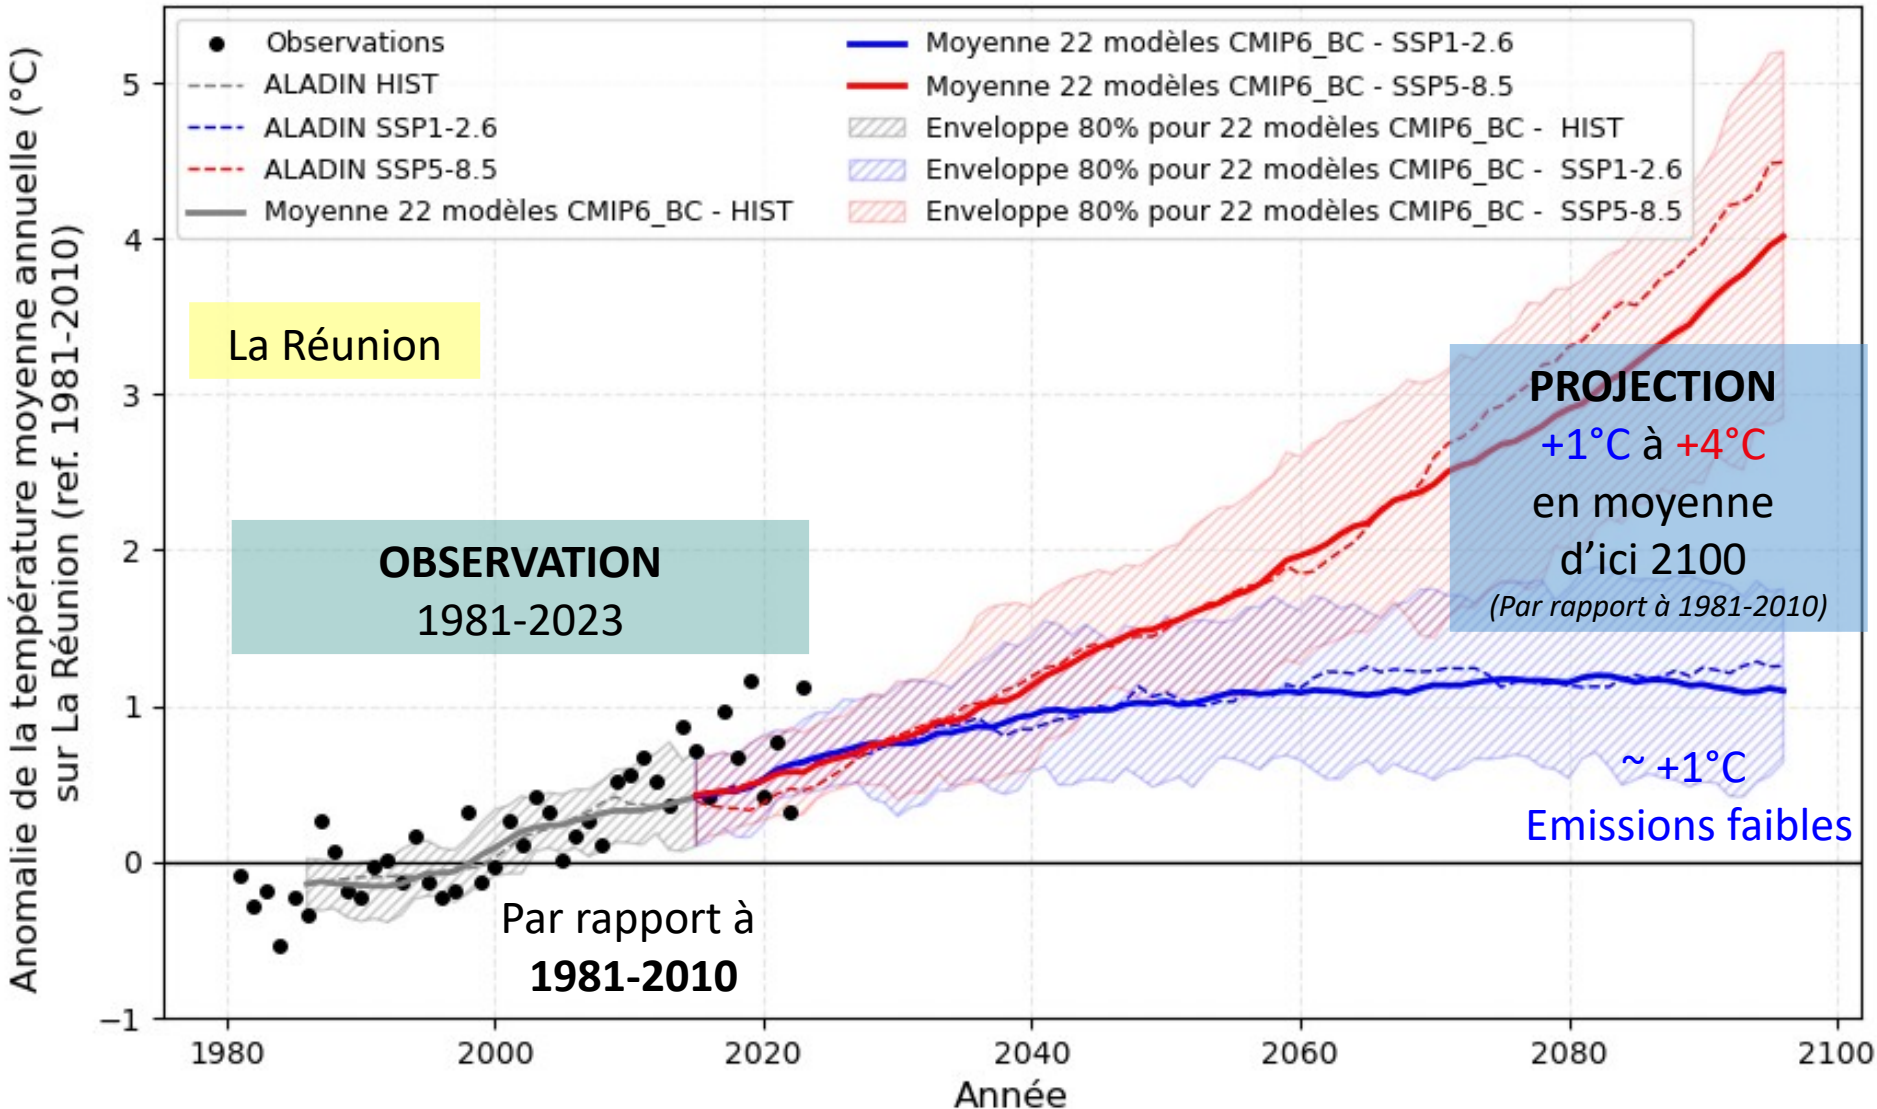 Anomalie de la température moyenne annuelle (°C)
sur La Réunion (ref. 1981-2010)
5
4
3
2
1
0
−1
Observations
ALADIN HIST
ALADIN SSP1-2.6
ALADIN SSP5-8.5
Moyenne 22 modèles CMIP6_BC - HIST
Moyenne 22 modèles CMIP6_BC - SSP1-2.6
Moyenne 22 modèles CMIP6_BC - SSP5-8.5
Enveloppe 80% pour 22 modèles CMIP6_BC - HIST
Enveloppe 80% pour 22 modèles CMIP6_BC - SSP1-2.6
Enveloppe 80% pour 22 modèles CMIP6_BC - SSP5-8.5
La Réunion
OBSERVATION
1981-2023
PROJECTION
+1°C à +4°C
en moyenne
d’ici 2100
(Par rapport à 1981-2010)
~ +1°C
Emissions faibles
Par rapport à
1981-2010
1980 2000 2020 2040 2060 2080 2100
Année